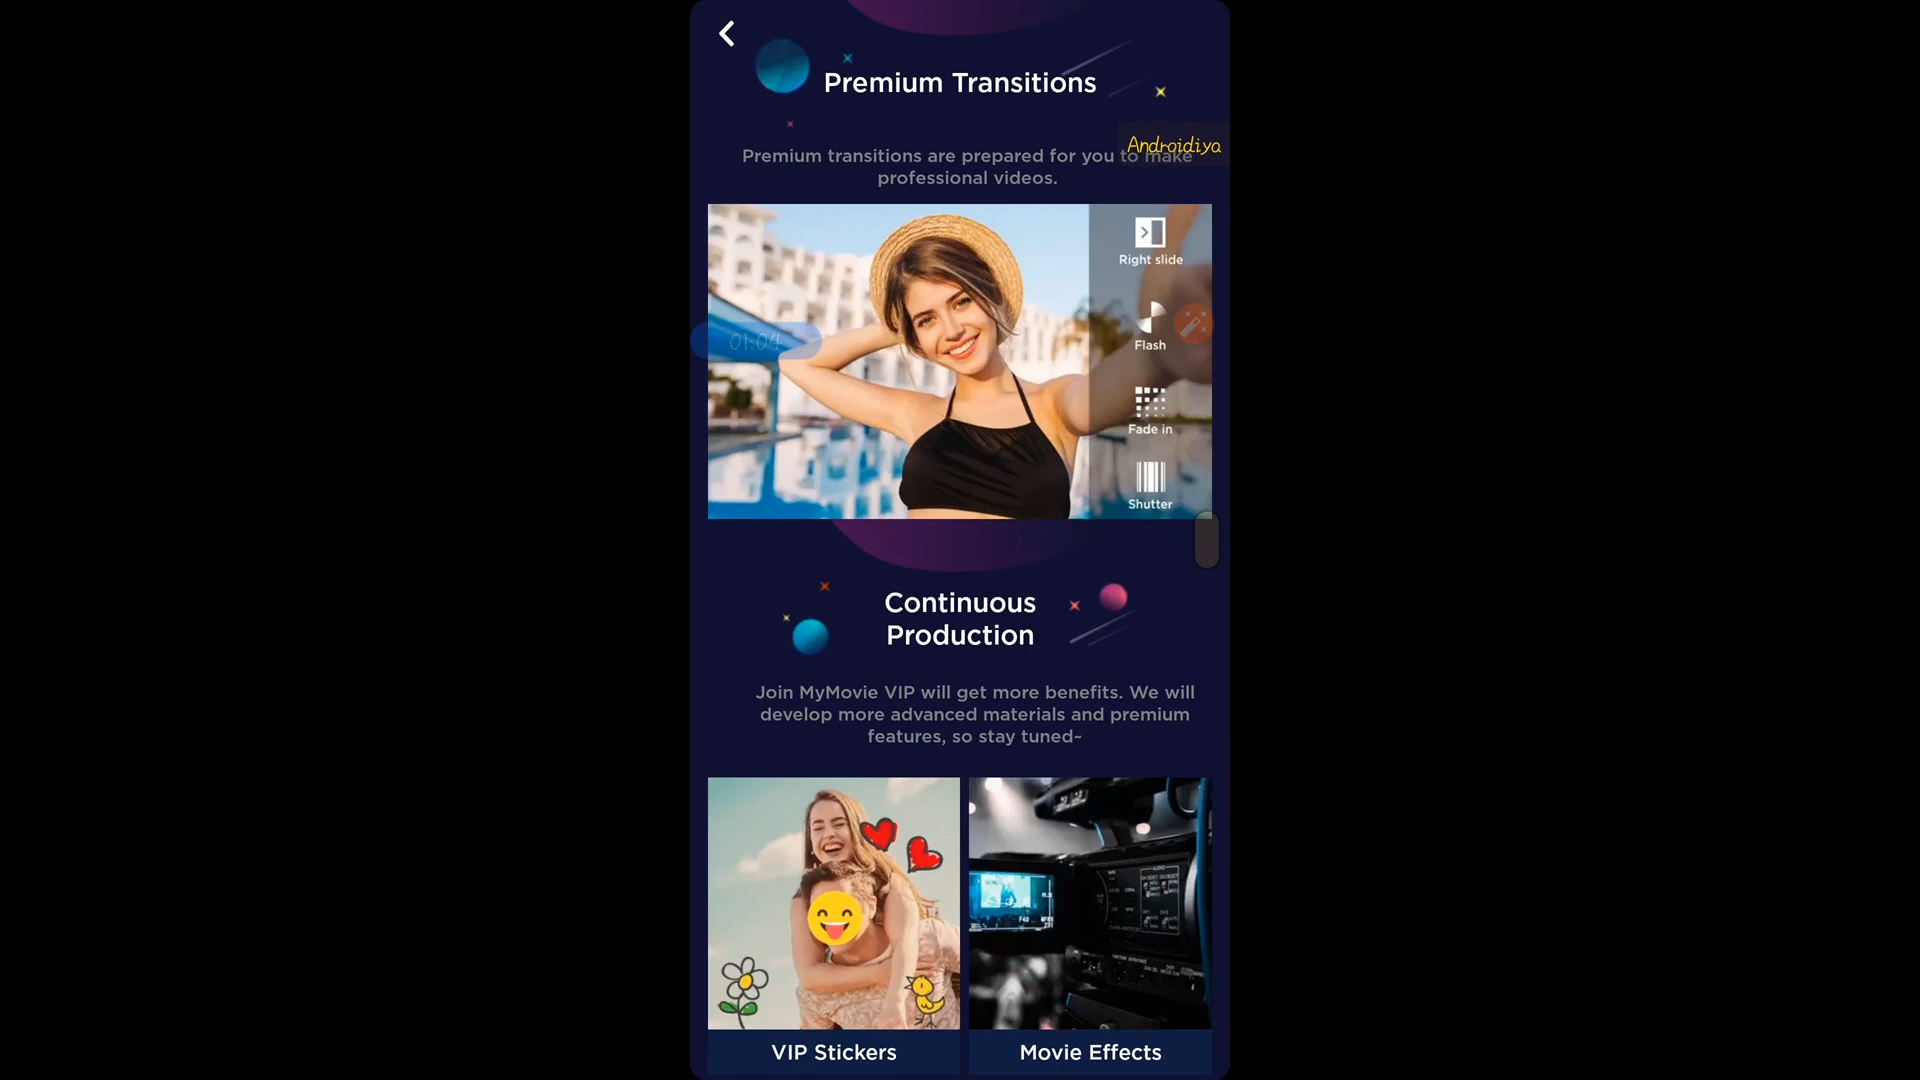 Premium Transitions
Androidiya
Premium transitions are prepared for you to make
professional videos.
Right slide
01:04
Flash
Fade in
Shutter
Continuous
Production
Join MyMovie VIP will get more benefits. We will
develop more advanced materials and premium
features, so stay tuned~
VIP Stickers
Movie Effects